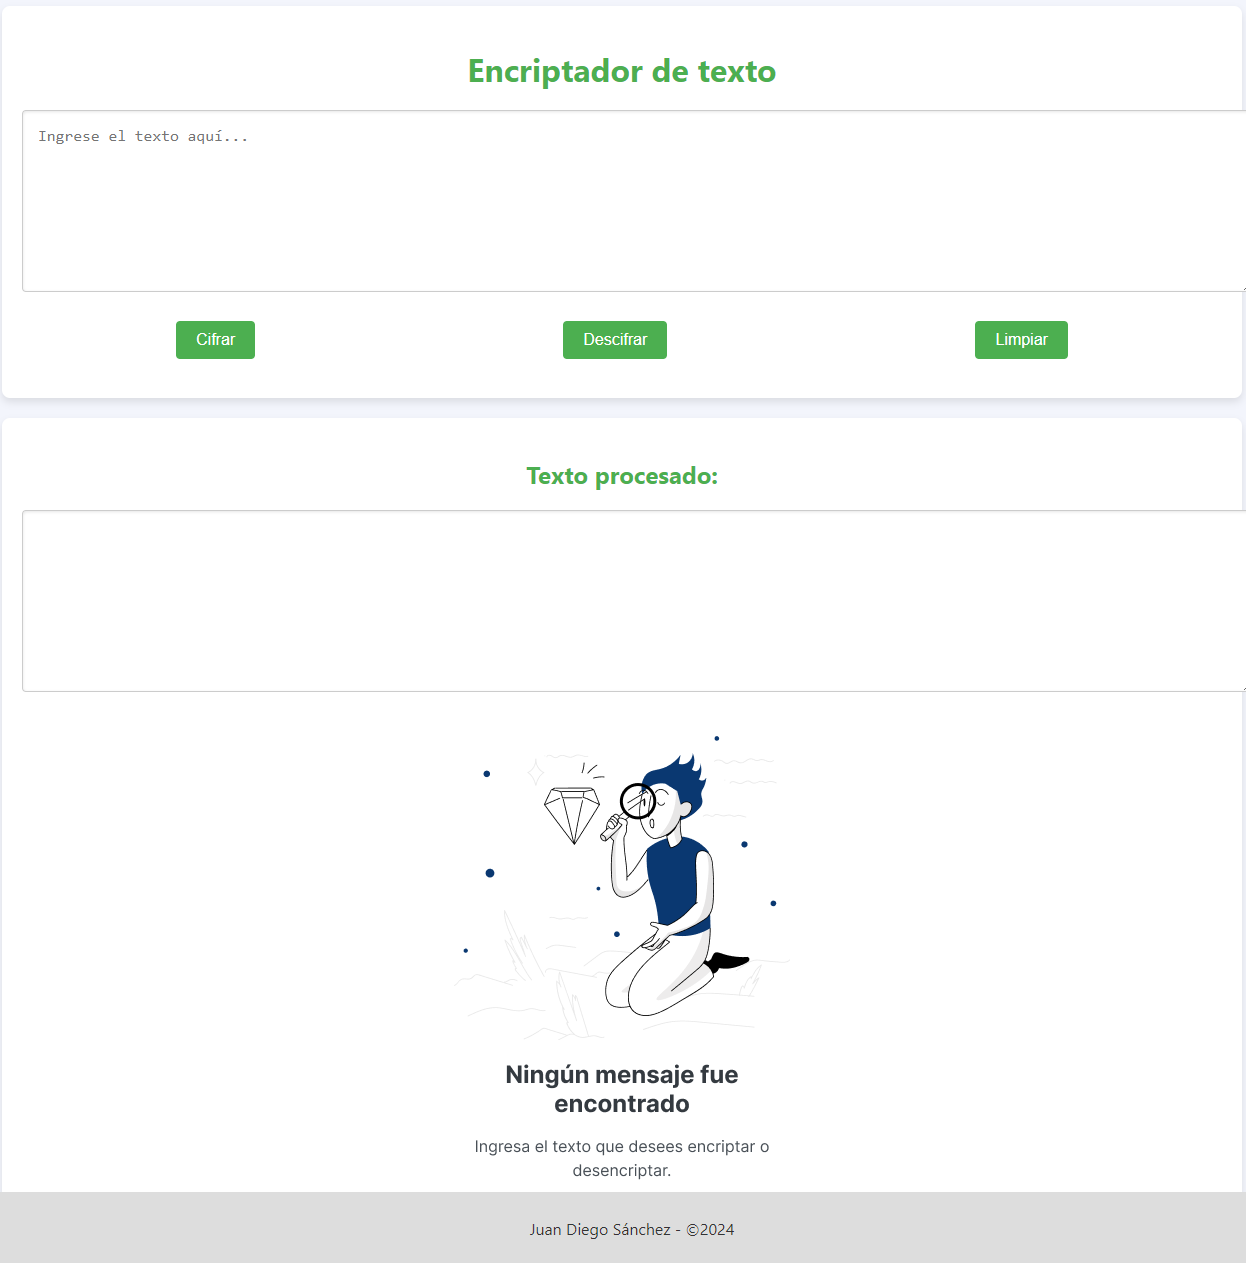 Encriptador de texto
Ingrese el texto aquí...
Cifrar
Descifrar
Limpiar
Texto procesado:
Ningún mensaje fue
encontrado
Ingresa el texto que desees encriptar o
desencriptar.
Juan Diego Sánchez - ©2024